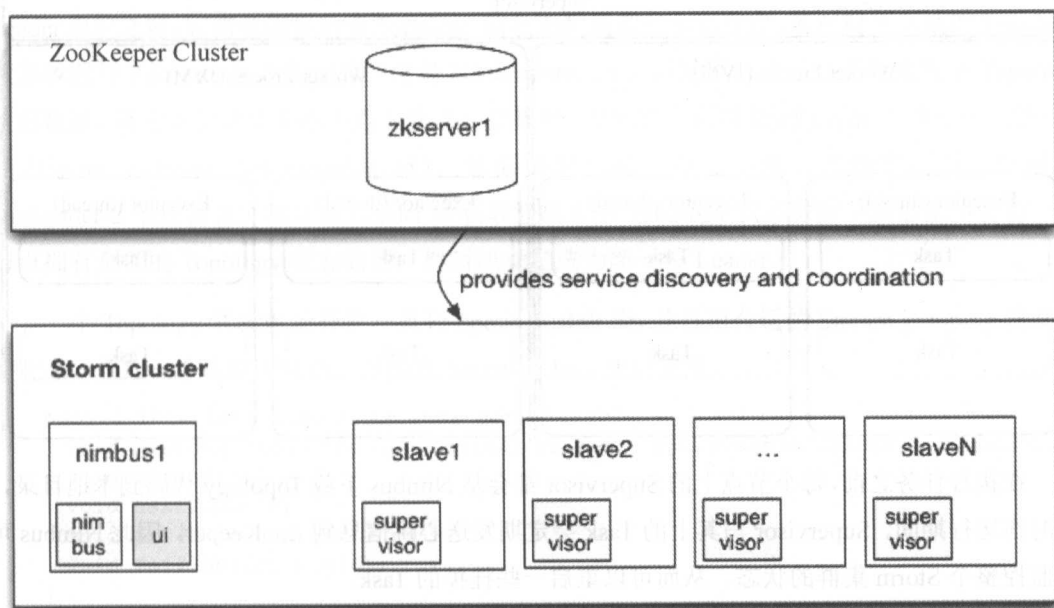 ZooKeeper Cluster
zkserver1
provides service discovery and coordination
Storm cluster
nimbus1
slave1
slave2
...
slaveN
nim
bus
ui
super
visor
super
visor
super
visor
super
visor